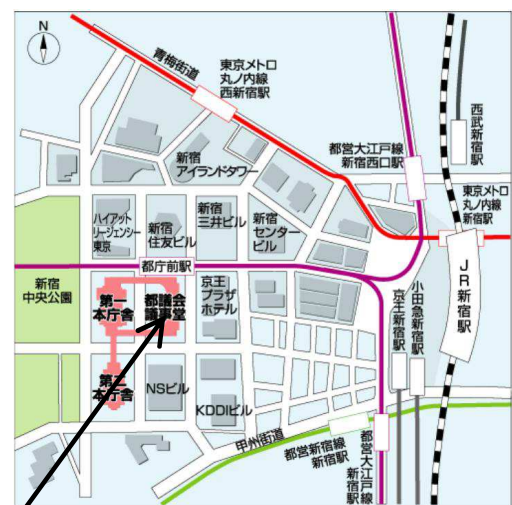 N
青梅街道
東京メトロ
丸ノ内線
西新宿駅
西武新宿駅
都営大江戸線
新宿西口駅
新宿
アイランドタワー
東京メトロ
丸ノ内線
新宿駅
ハイアット
リージェンシー
東京
新宿
住友ビル
新宿
三井ビル
新宿
センター
ビル
都庁前駅
新宿
中央公園
第一
本庁舎
都議会
議事堂
京王
プラザ
ホテル
京王新宿駅
小田急新宿駅
JR新宿駅
第二
本庁舎
NSビル
KDDIビル
甲州街道
都営新宿線
新宿駅
都営大江戸線
新宿駅